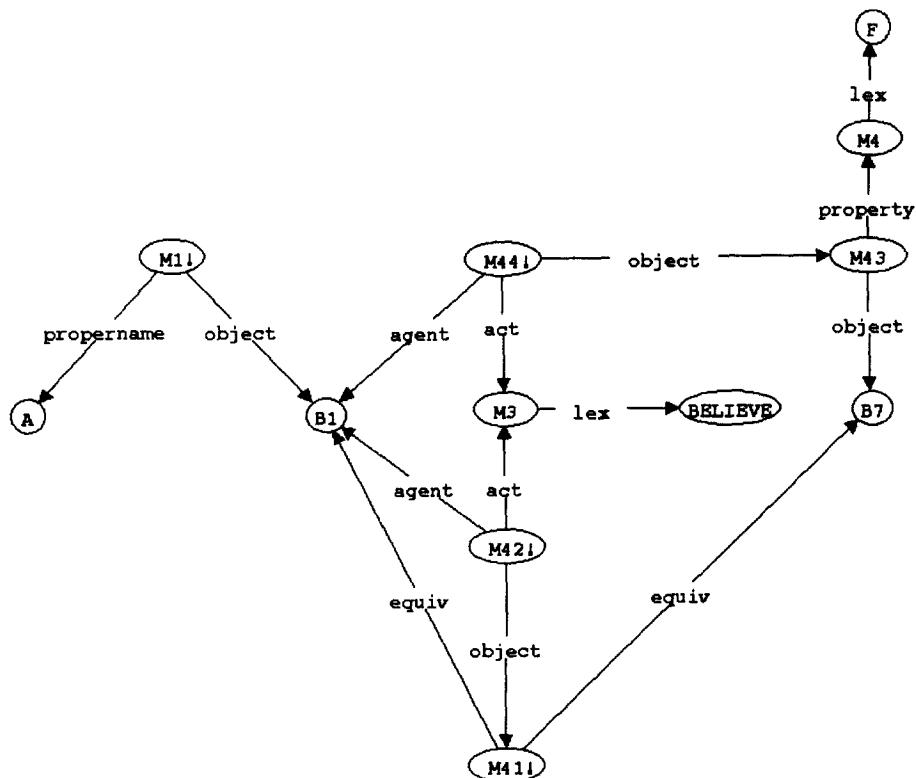 F
lex
M4
property
M1! M44! object M43
propername object agent act object
A B1 M3 lex BELIEVE B7
agent act
M42!
equiv equiv
object
M41!